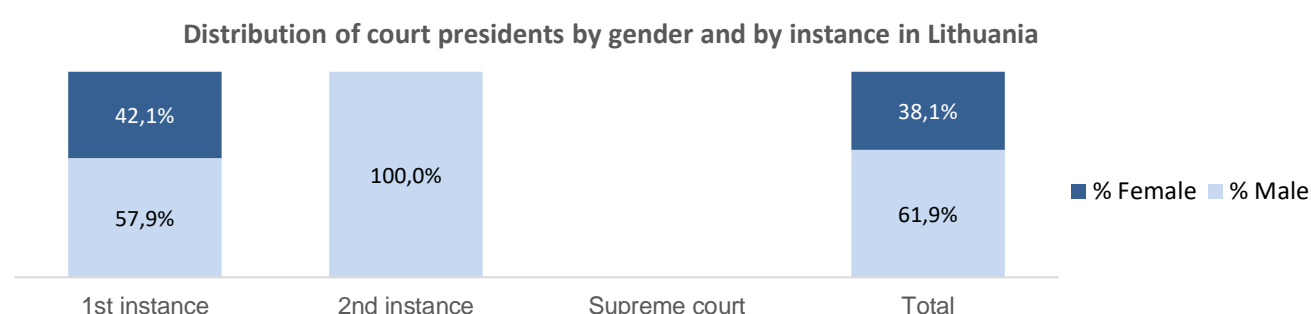 Distribution of court presidents by gender and by instance in Lithuania
42,1%
38,1%
100,0%
57,9%
61,9%
% Female % Male
1st instance 2nd instance Supreme court Total